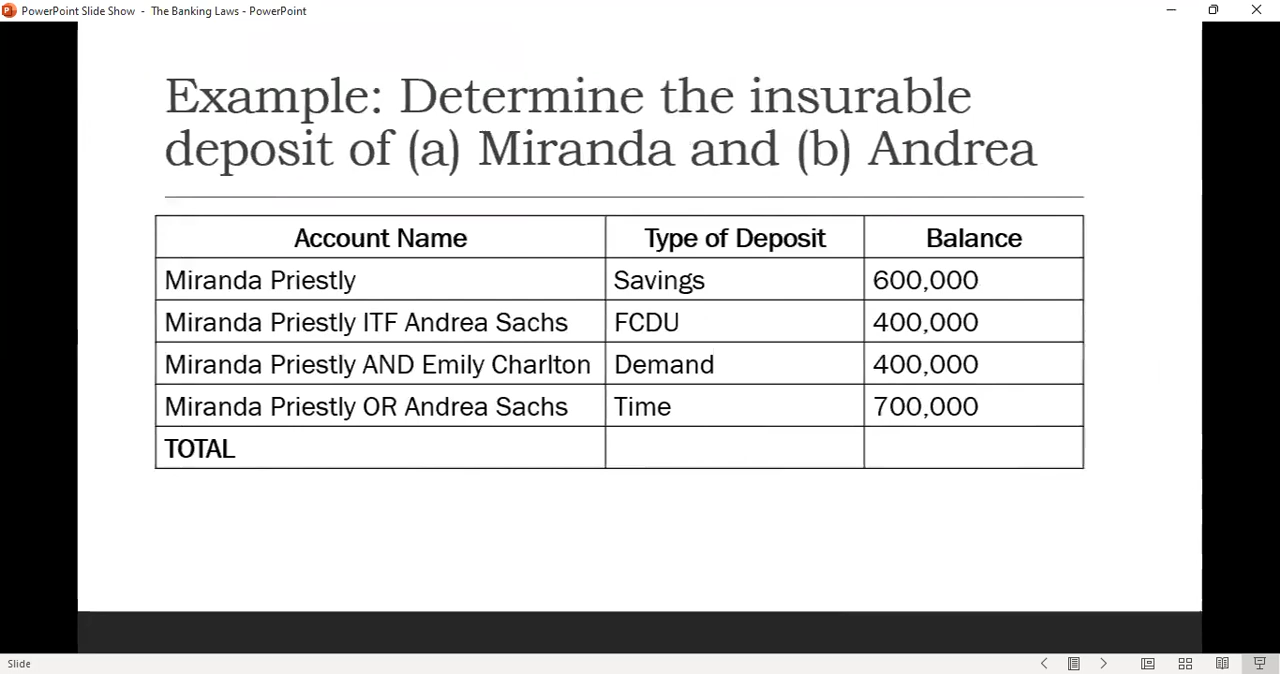 PowerPoint Slide Show - The Banking Laws - PowerPoint
Example: Determine the insurable
deposit of (a) Miranda and (b) Andrea
Account Name Type of Deposit Balance
Miranda Priestly Savings 600,000
Miranda Priestly ITF Andrea Sachs FCDU 400,000
Miranda Priestly AND Emily Charlton Demand 400,000
Miranda Priestly OR Andrea Sachs Time 700,000
TOTAL
Slide